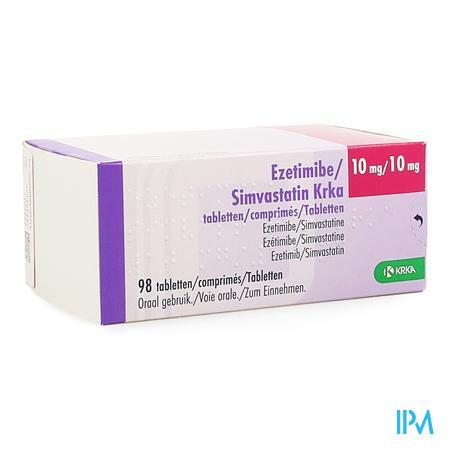 Ezetimibe/
Simvastatin Krka
10 mg/10 mg
tabletten/comprimés/Tabletten
Ezetimibe/Simvastatine
Ézétimibe/Simvastatine
Ezetimib/Simvastatin
KRKA
98 tabletten/comprimés/Tabletten
Oraal gebruik./Voie orale./Zum Einnehmen.
IPM